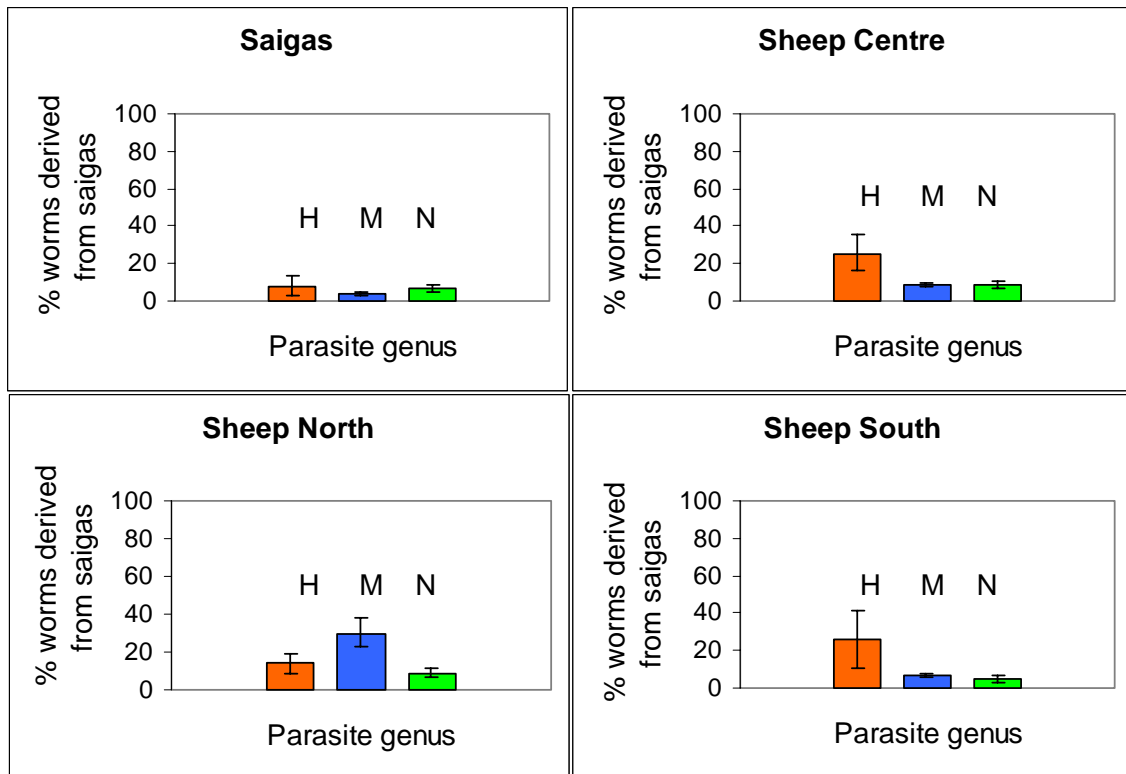 Saigas
% worms derived
from saigas
100
80
60
40
20
0
H M N
Parasite genus
Sheep Centre
% worms derived
from saigas
100
80
60
40
20
0
H M N
Parasite genus
Sheep North
% worms derived
from saigas
100
80
60
40
20
0
H M N
Parasite genus
Sheep South
% worms derived
from saigas
100
80
60
40
20
0
H M N
Parasite genus